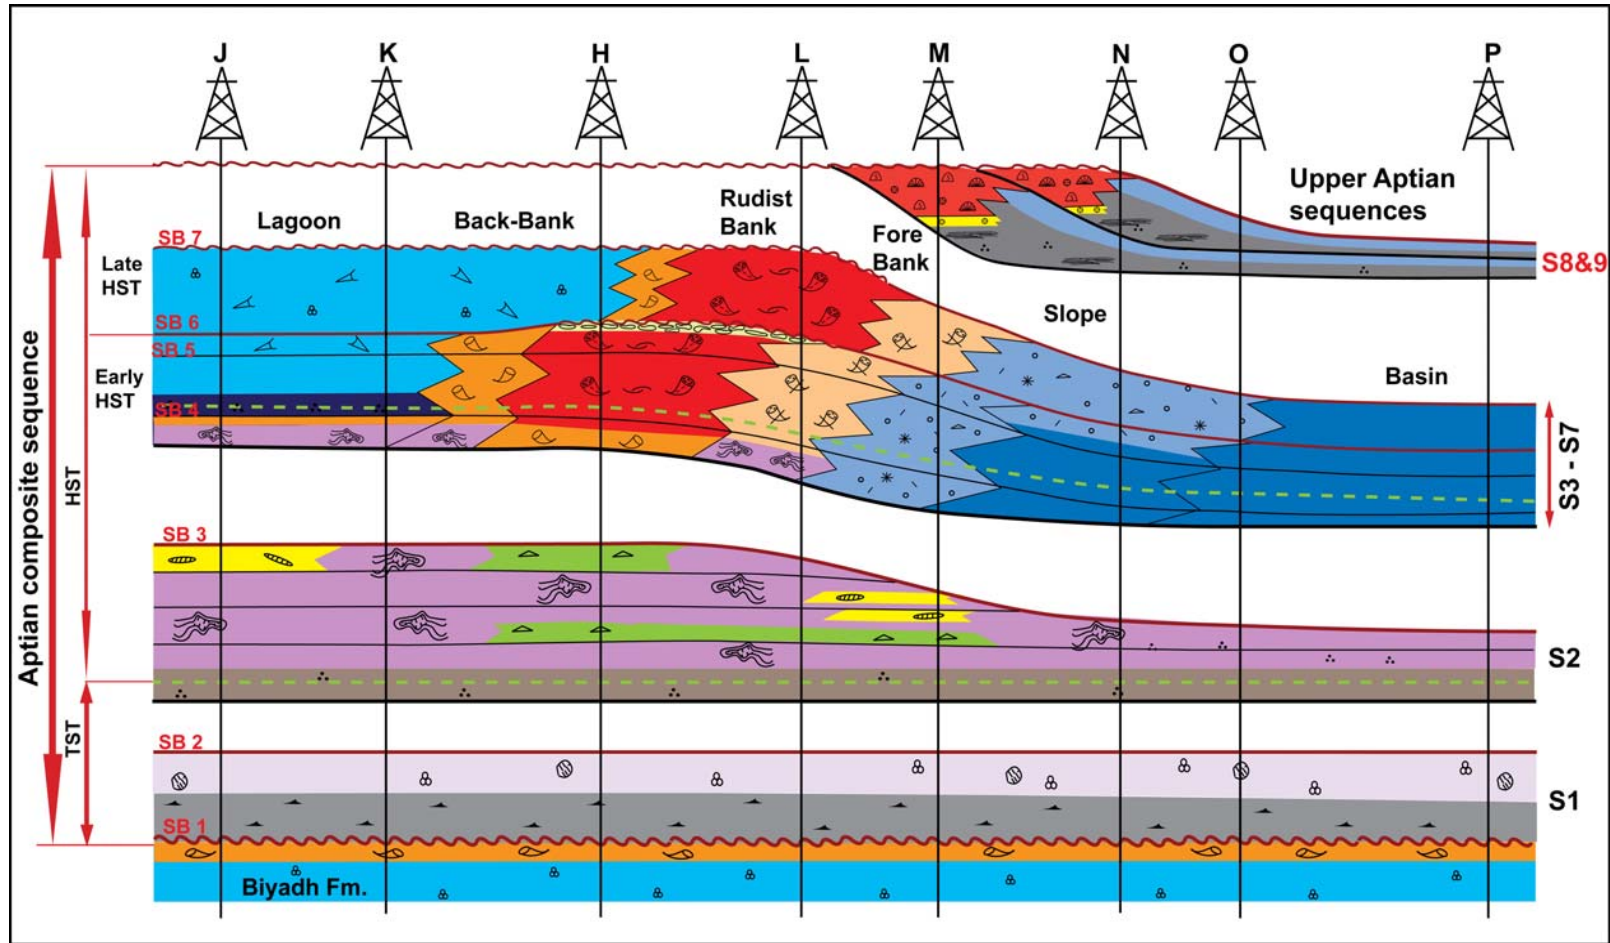 J K H L M N O P
Upper Aptian
sequences
Rudist
Bank
Lagoon
Back-Bank
Fore
Bank
SB 7
S8&9
Late
HST
Slope
SB 6
SB 5
Early
HST
Basin
SB 4
S3 - S7
HST
Aptian composite sequence
SB 3
S2
TST
SB 2
S1
SB 1
Biyadh Fm.